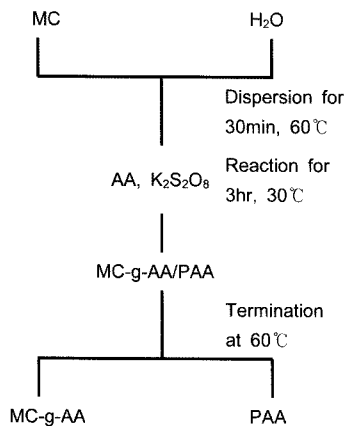 MC
H₂O
Dispersion for
30min, 60℃
AA, K₂S₂O₈
Reaction for
3hr, 30℃
MC-g-AA/PAA
Termination
at 60℃
MC-g-AA
PAA